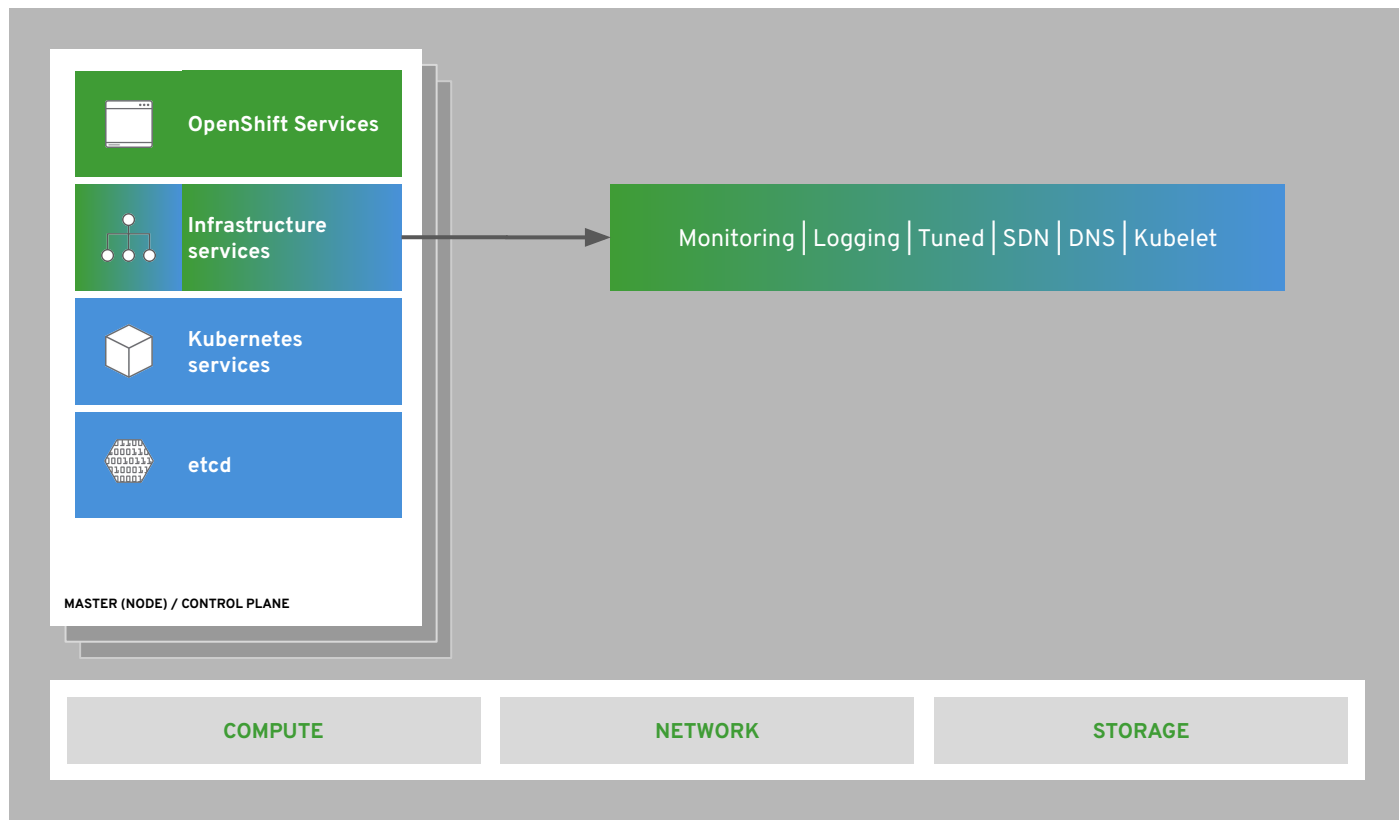 OpenShift Services
Infrastructure
services
Monitoring | Logging | Tuned | SDN | DNS | Kubelet
Kubernetes
services
etcd
MASTER (NODE) / CONTROL PLANE
COMPUTE
NETWORK
STORAGE